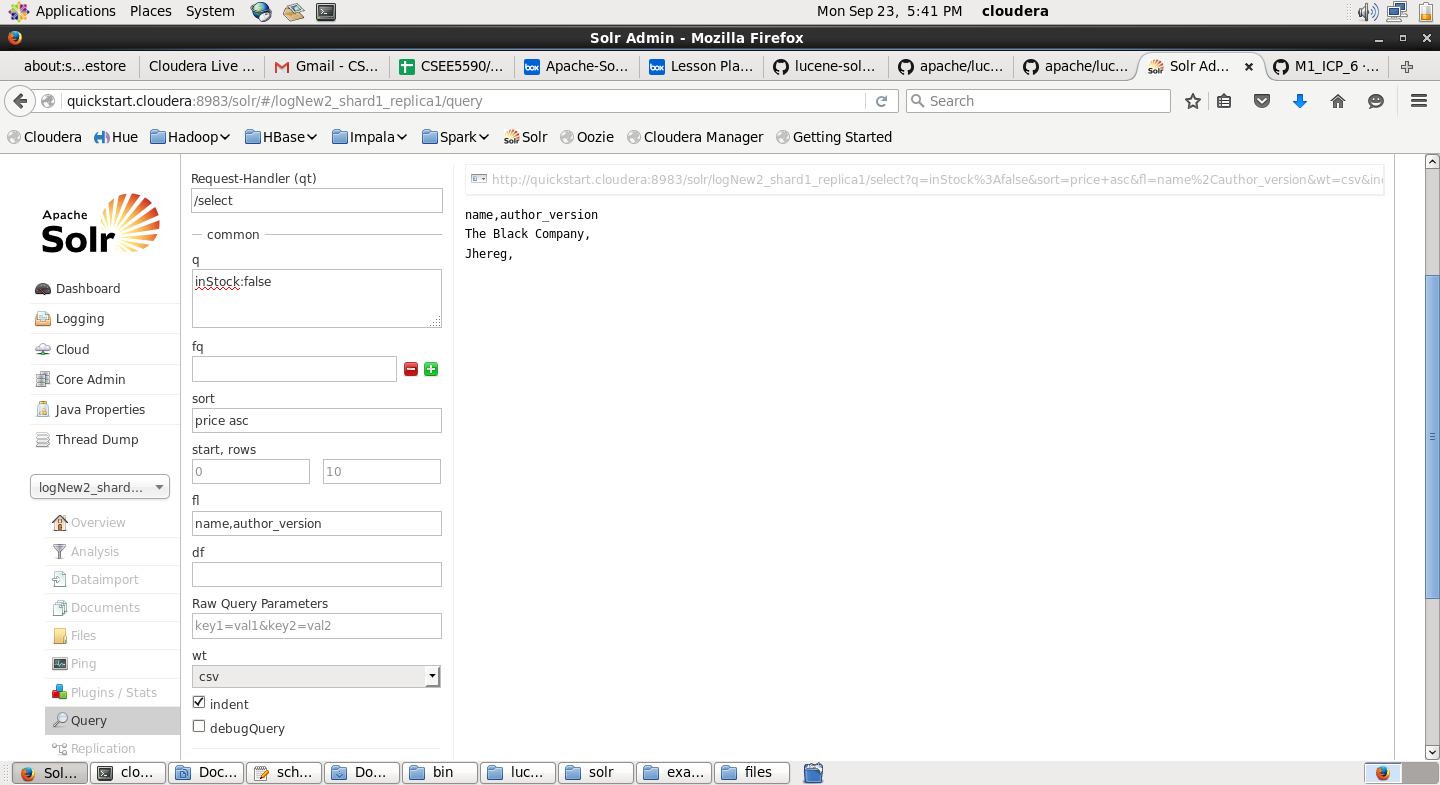 Applications Places System Mon Sep 23, 5:41 PM cloudera
Solr Admin - Mozilla Firefox
about:s...estore Cloudera Live ... Gmail - CS... CSEE5590/... Apache-So... Lesson Pla... lucene-sol... apache/luc... apache/luc... Solr Ad... M1_ICP_6 ·...
quickstart.cloudera:8983/solr/#/logNew2_shard1_replica1/query Search
Cloudera Hue Hadoop HBase Impala Spark Solr Oozie Cloudera Manager Getting Started
Apache
Solr
Dashboard
Logging
Cloud
Core Admin
Java Properties
Thread Dump
logNew2_shard...
Overview
Analysis
Dataimport
Documents
Files
Ping
Plugins / Stats
Query
Replication
Request-Handler (qt)
/select
common
q
inStock:false
fq
sort
price asc
start, rows
0 10
fl
name,author_version
df
Raw Query Parameters
key1=val1&key2=val2
wt
csv
indent
debugQuery
http://quickstart.cloudera:8983/solr/logNew2_shard1_replica1/select?q=inStock%3Afalse&sort=price+asc&fl=name%2Cauthor_version&wt=csv&in
name,author_version
The Black Company,
Jhereg,
Sol... clo... Doc... sch... Do... bin luc... solr exa... files